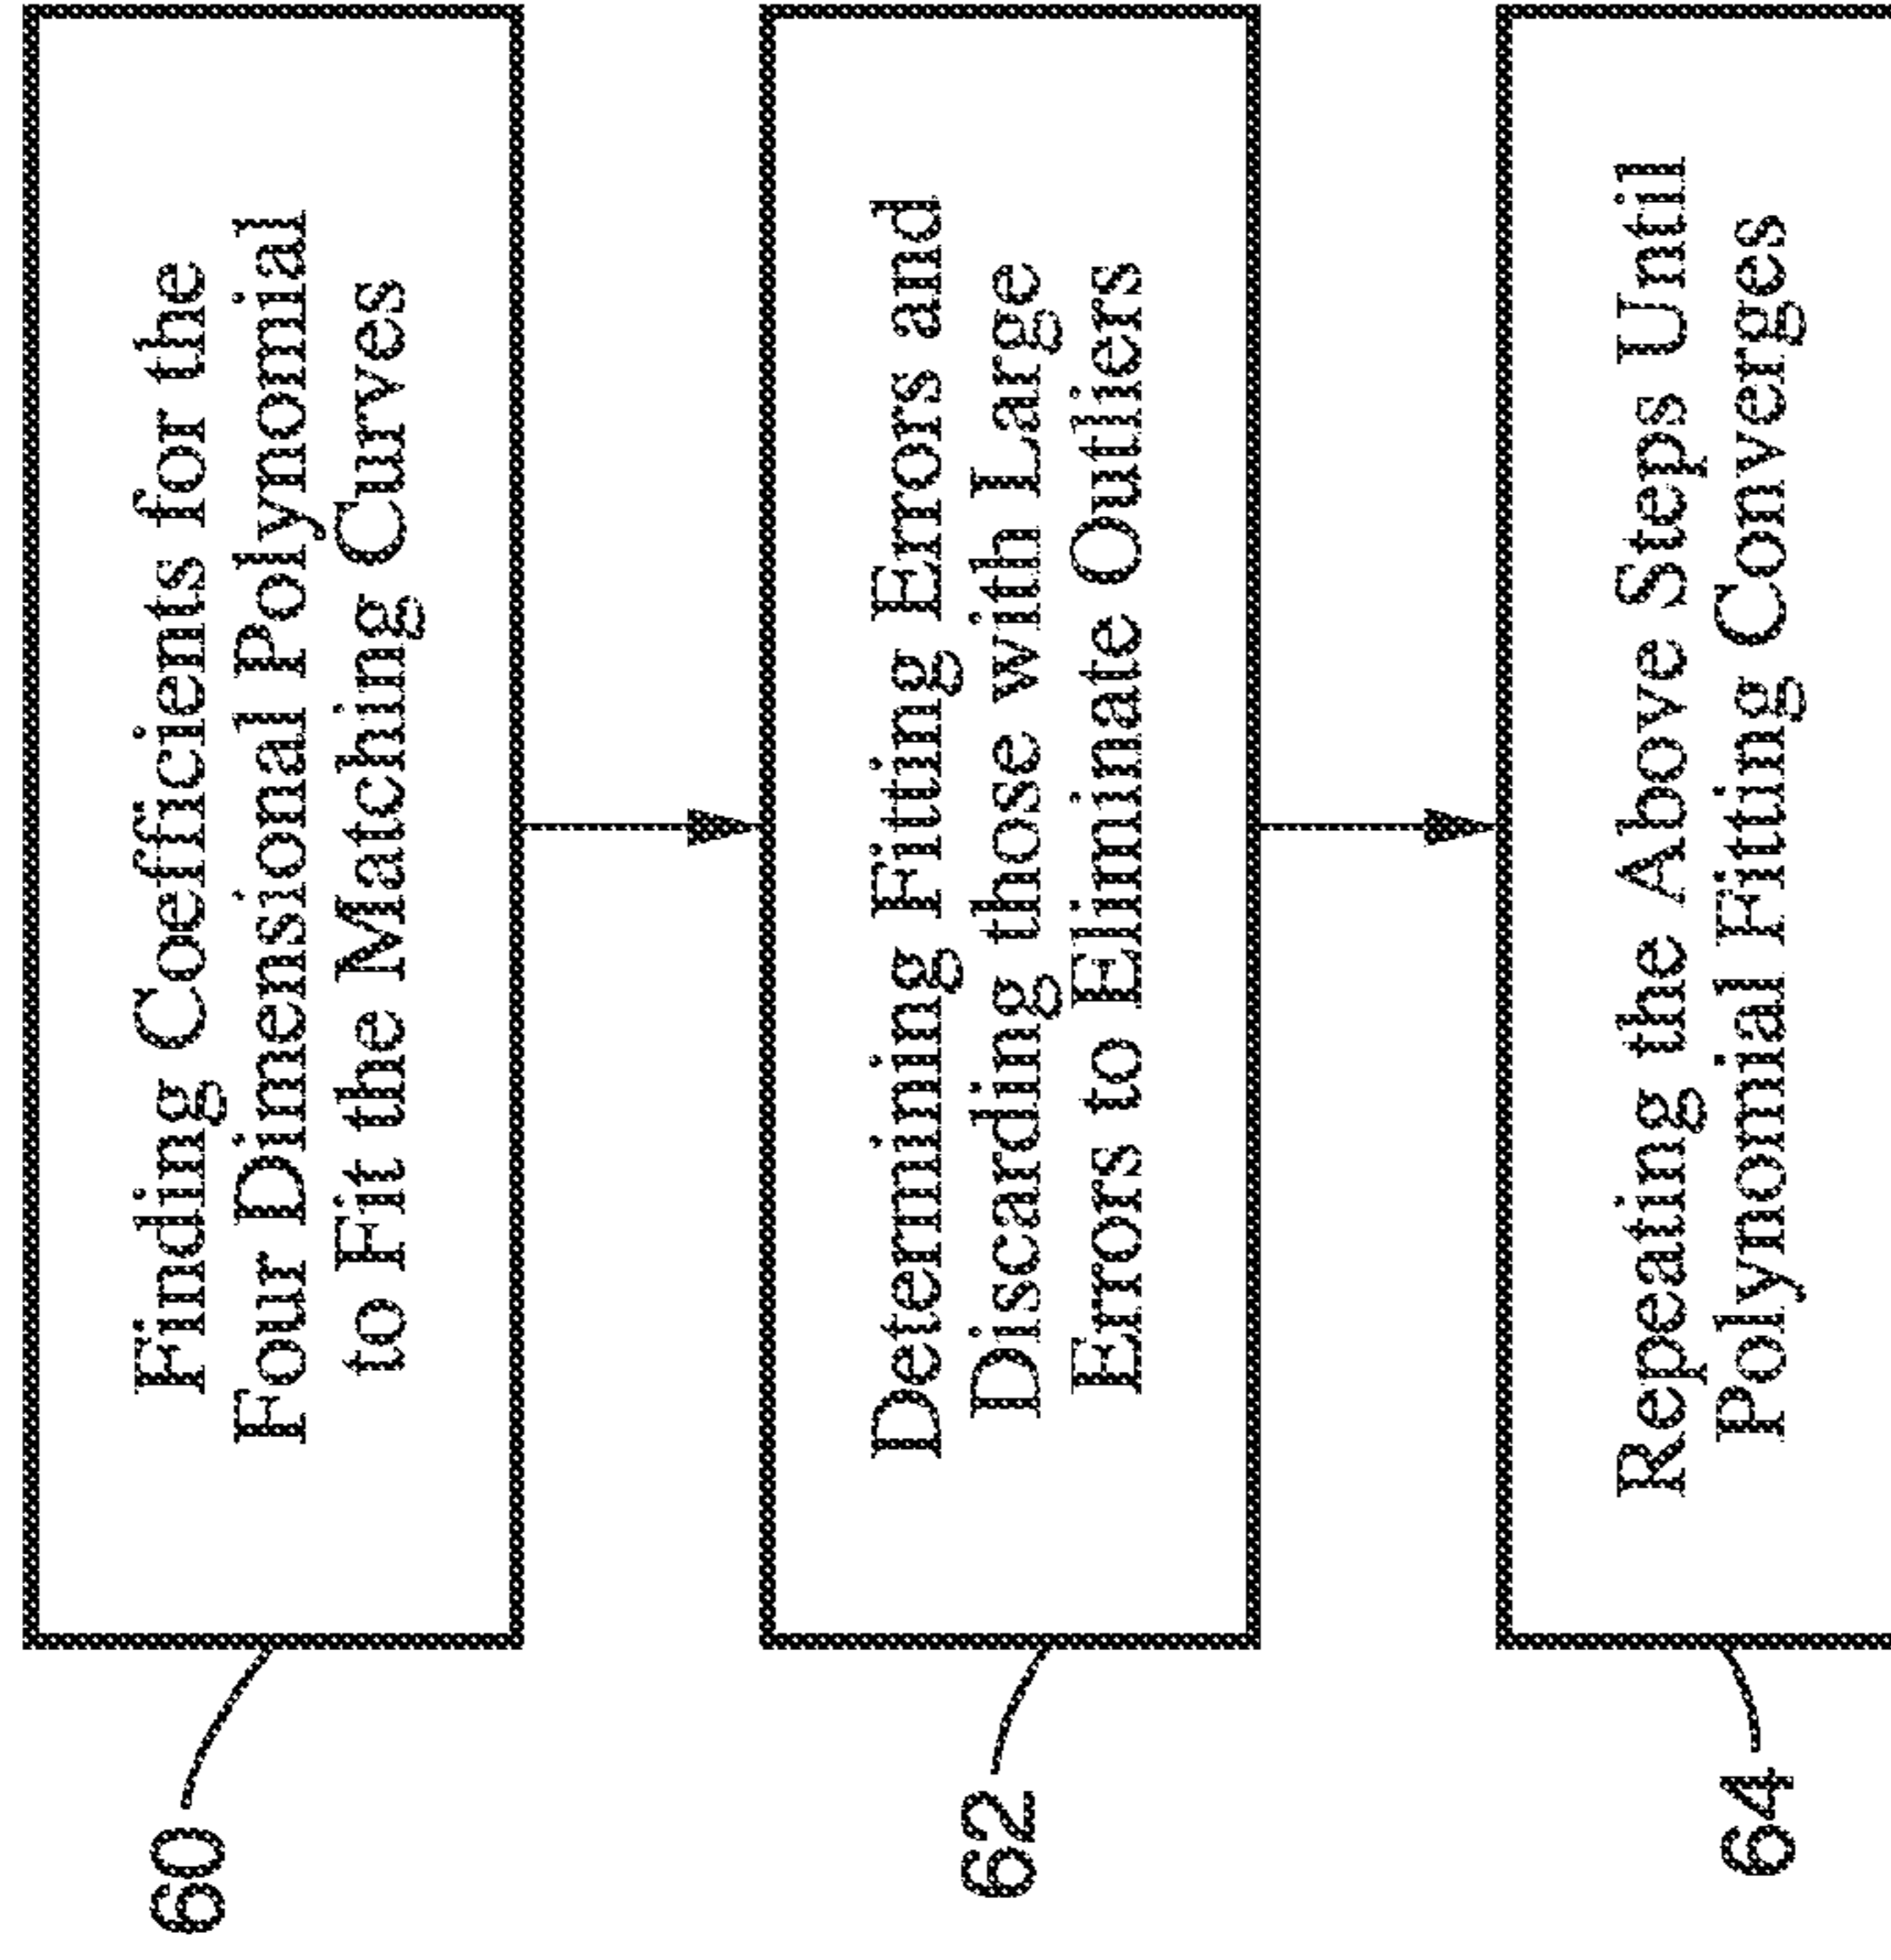 Finding Coefficients for the
Four Dimensional Polynomial
to Fit the Matching Curves
60
Determining Fitting Errors and
Discarding those with Large
Errors to Eliminate Outliers
62
Repeating the Above Steps Until
Polynomial Fitting Converges
64